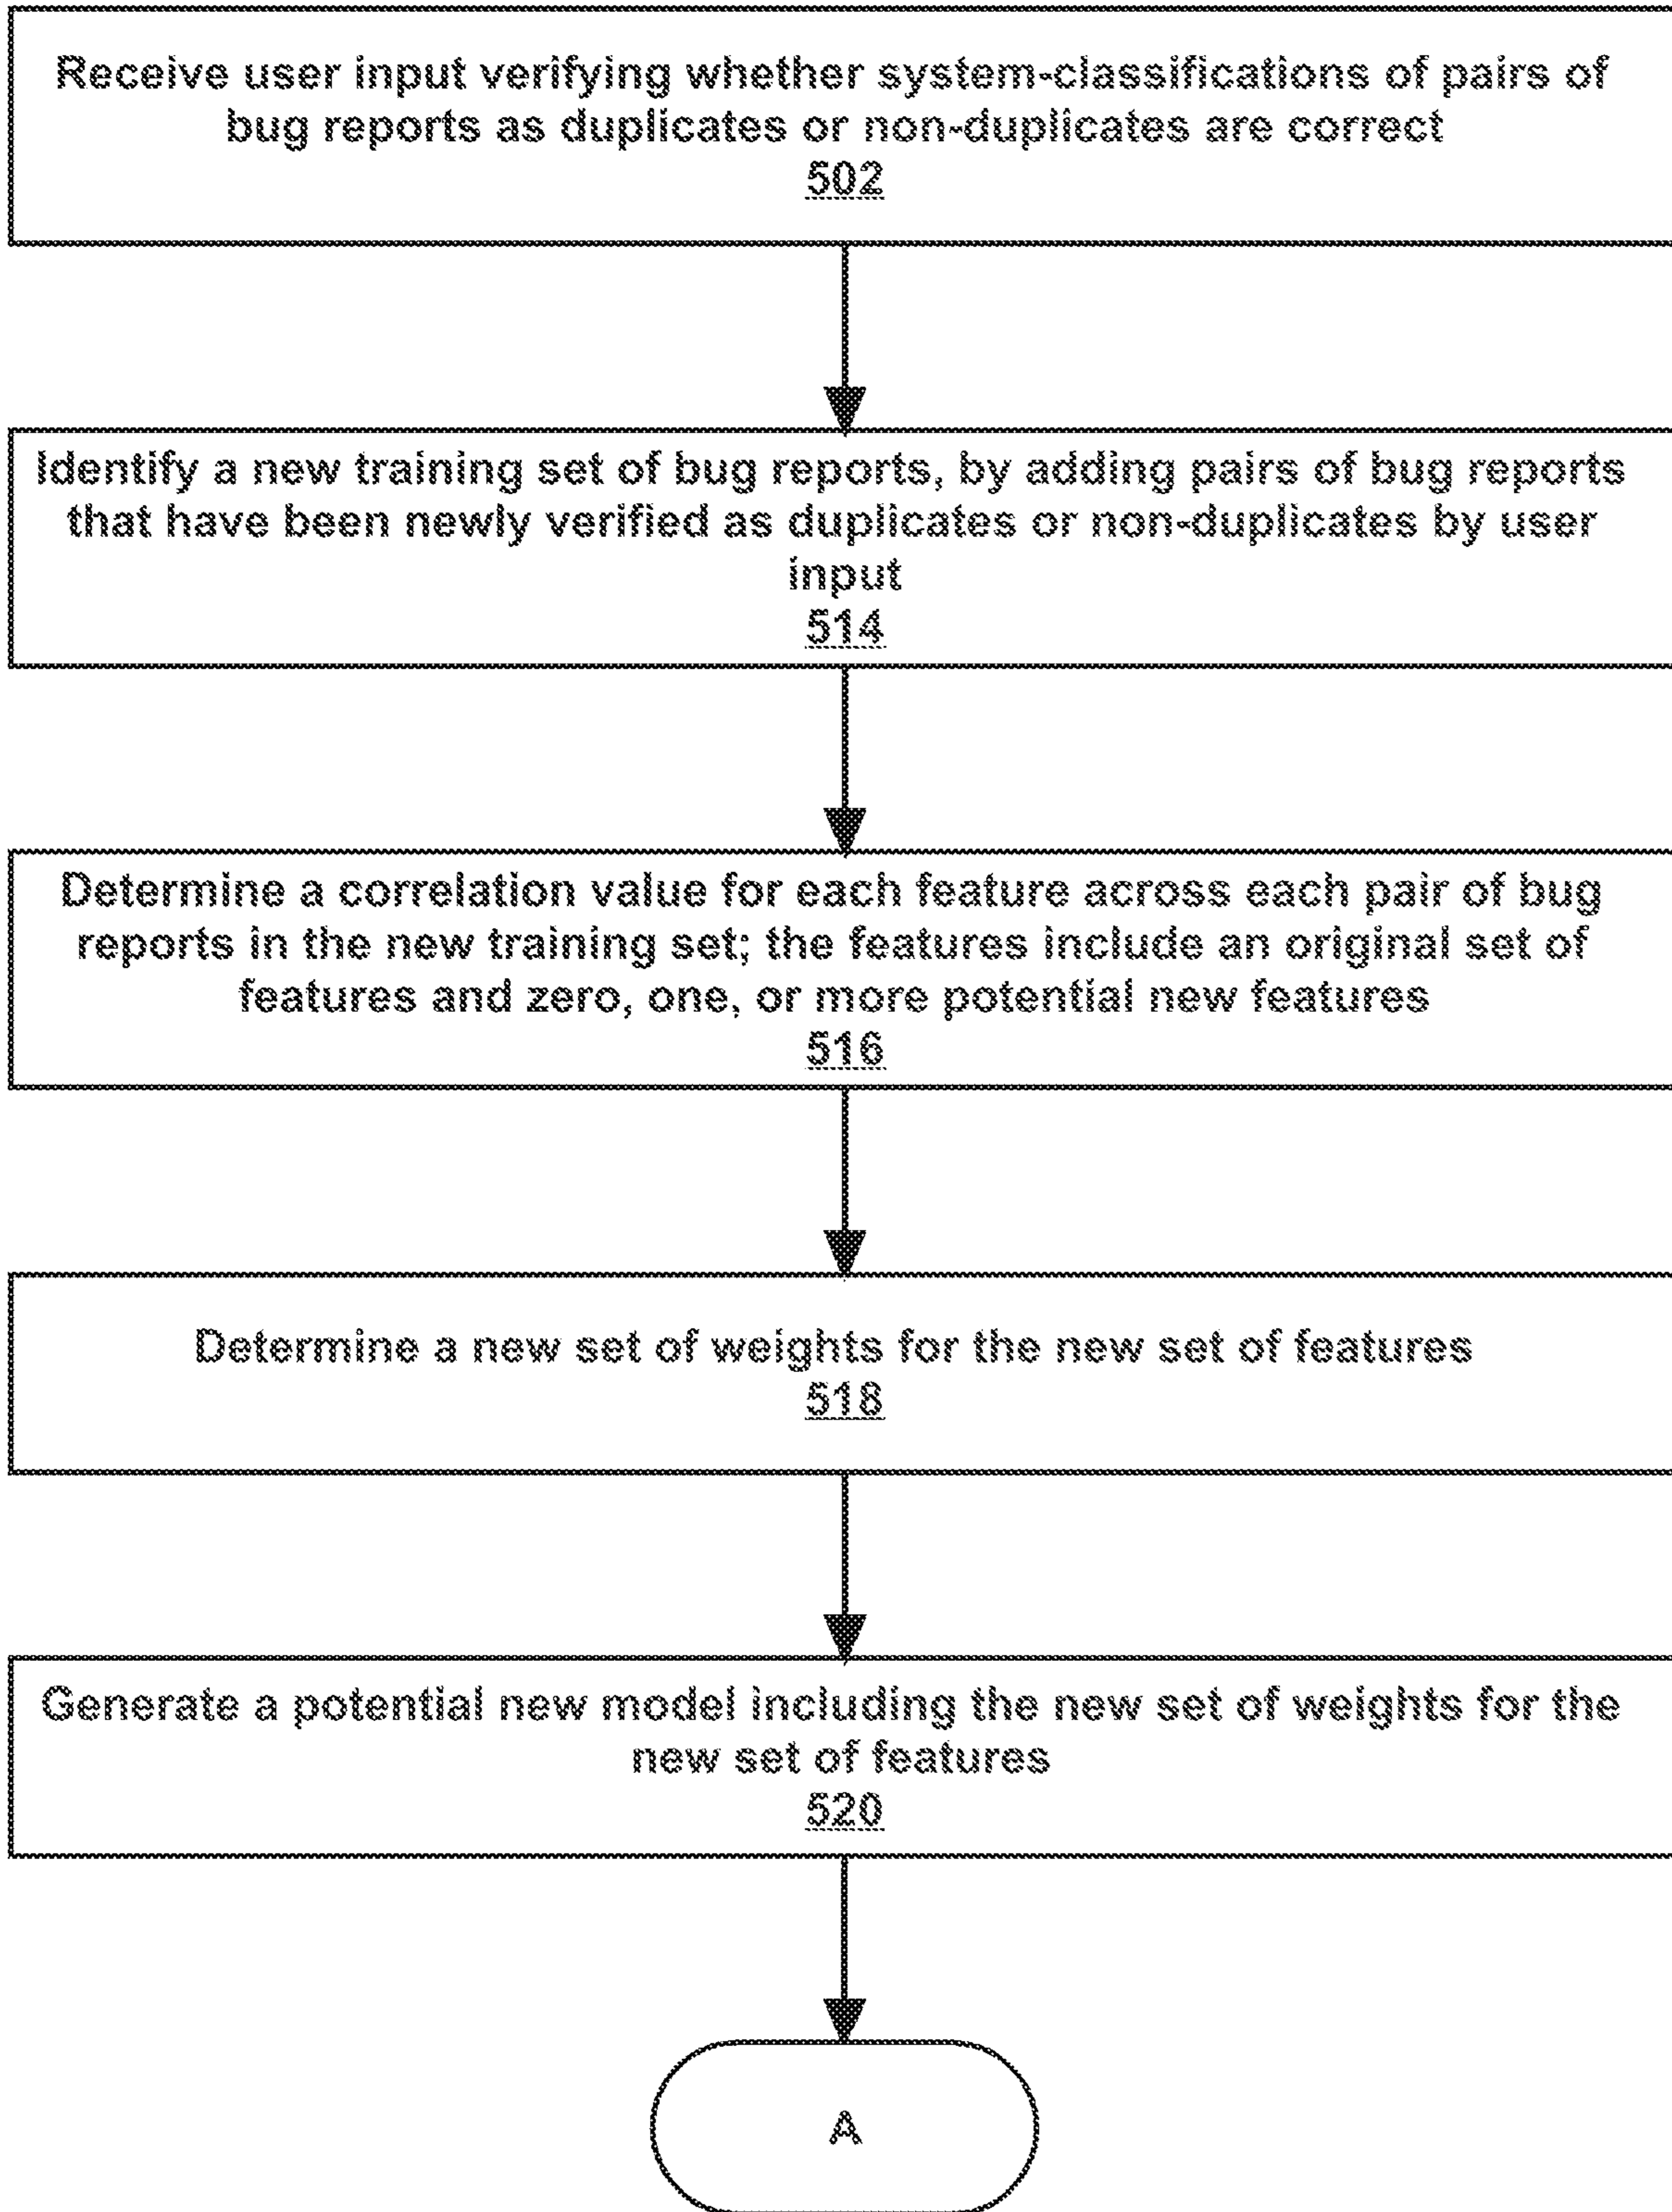 Receive user input verifying whether system-classifications of pairs of
bug reports as duplicates or non-duplicates are correct
502
Identify a new training set of bug reports, by adding pairs of bug reports
that have been newly verified as duplicates or non-duplicates by user
input
514
Determine a correlation value for each feature across each pair of bug
reports in the new training set; the features include an original set of
features and zero, one, or more potential new features
516
Determine a new set of weights for the new set of features
518
Generate a potential new model including the new set of weights for the
new set of features
520
A